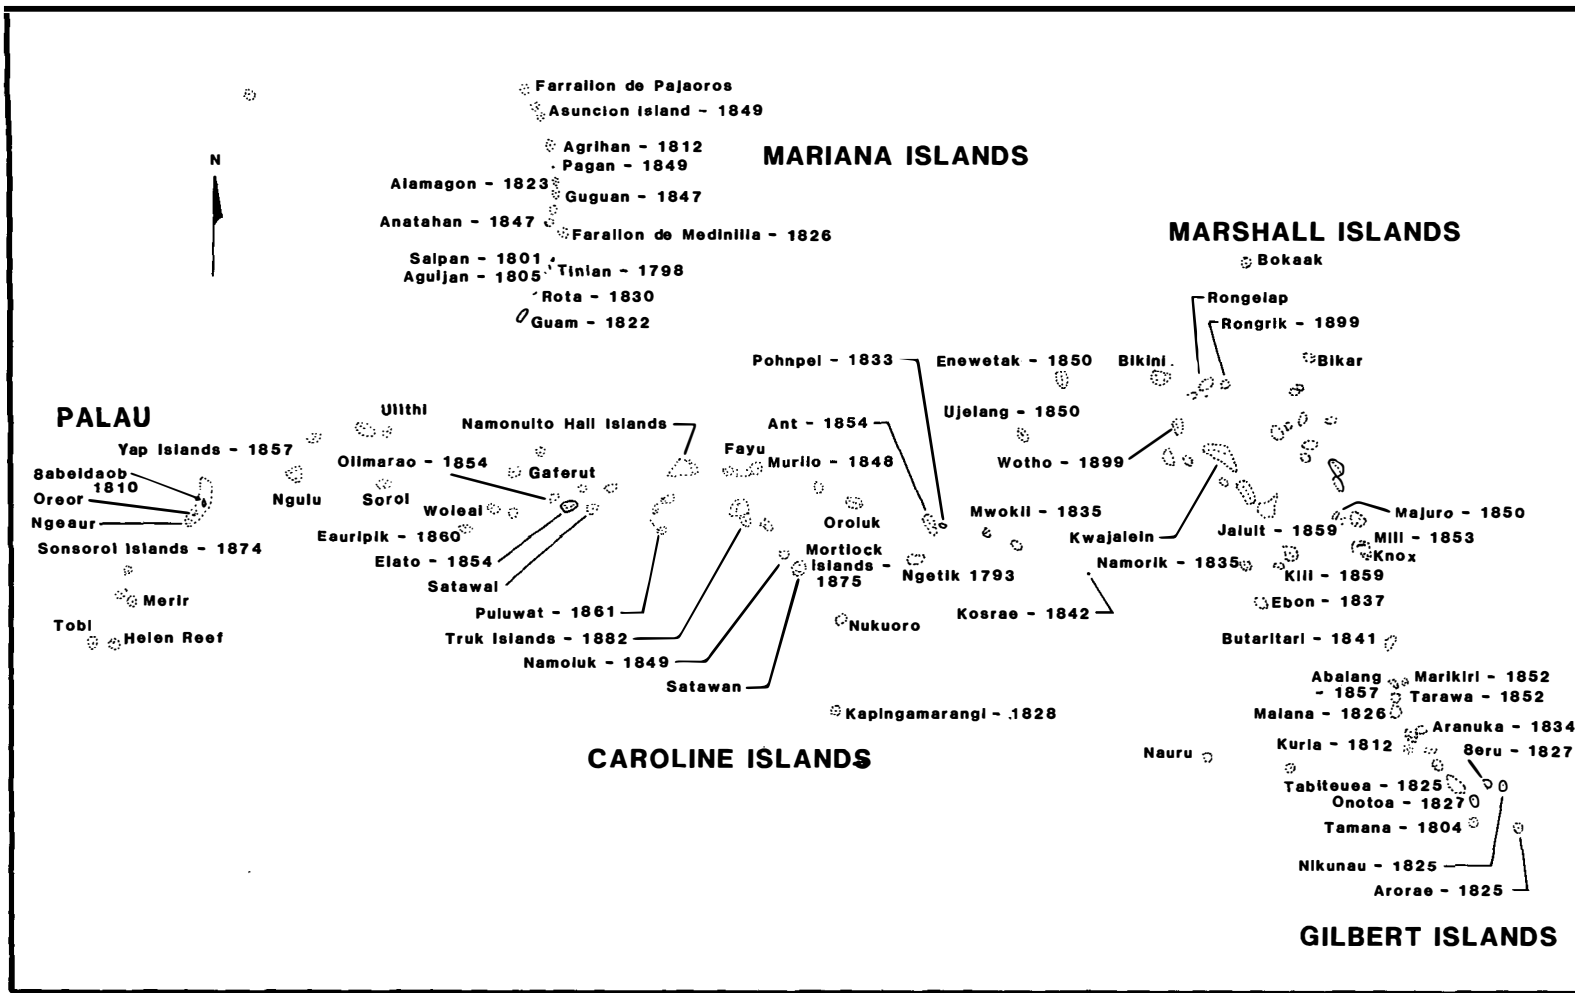 Farrallon de Pajaoros
Asuncion Island - 1849
Agrihan - 1812
MARIANA ISLANDS
N
Pagan - 1849
Alamagon - 1823
Guguan - 1847
Anatahan - 1847
Farallon de Medinilla - 1826
MARSHALL ISLANDS
Saipan - 1801
Bokaak
Tinian - 1798
Aguijan - 1805
Rota - 1830
Rongelap
Guam - 1822
Rongrik - 1899
Pohnpei - 1833
Enewetak - 1850
Bikini
Bikar
PALAU
Ulithi
Ujelang - 1850
Namonuito Hall Islands
Ant - 1854
Yap Islands - 1857
Fayu
Olimarao - 1854
Murilo - 1848
Wotho - 1899
Babeldaob
1810
Gaferut
Oreor
Ngulu
Sorol
Woleai
Oroluk
Mwokil - 1835
Majuro - 1850
Ngeaur
Eauripik - 1860
Kwajalein
Jaluit - 1859
Mili - 1853
Sonsorol Islands - 1874
Elato - 1854
Mortlock
Islands -
1875
Knox
Namorik - 1835
Ngetik 1793
Kili - 1859
Satawal
Merir
Ebon - 1837
Puluwat - 1861
Kosrae - 1842
Tobi
Helen Reef
Nukuoro
Truk Islands - 1882
Butaritari - 1841
Namoluk - 1849
Satawan
Abaiang
- 1857
Marikiri - 1852
Tarawa - 1852
Kapingamarangi - 1828
Maiana - 1826
Aranuka - 1834
CAROLINE ISLANDS
Nauru
Kuria - 1812
Beru - 1827
Tabiteuea - 1825
Onotoa - 1827
Tamana - 1804
Nikunau - 1825
Arorae - 1825
GILBERT ISLANDS